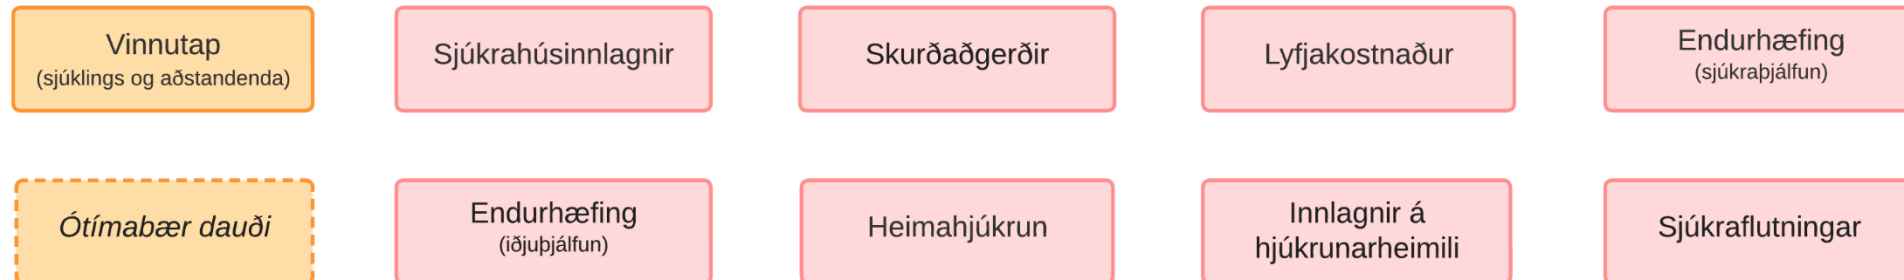 Vinnutap
(sjúklings og aðstandenda)
Sjúkrahúsinnlagnir
Skurðaðgerðir
Lyfjakostnaður
Endurhæfing
(sjúkraþjálfun)
Ótímabær dauði
Endurhæfing
(iðjuþjálfun)
Heimahjúkrun
Innlagnir á
hjúkrunarheimili
Sjúkraflutningar